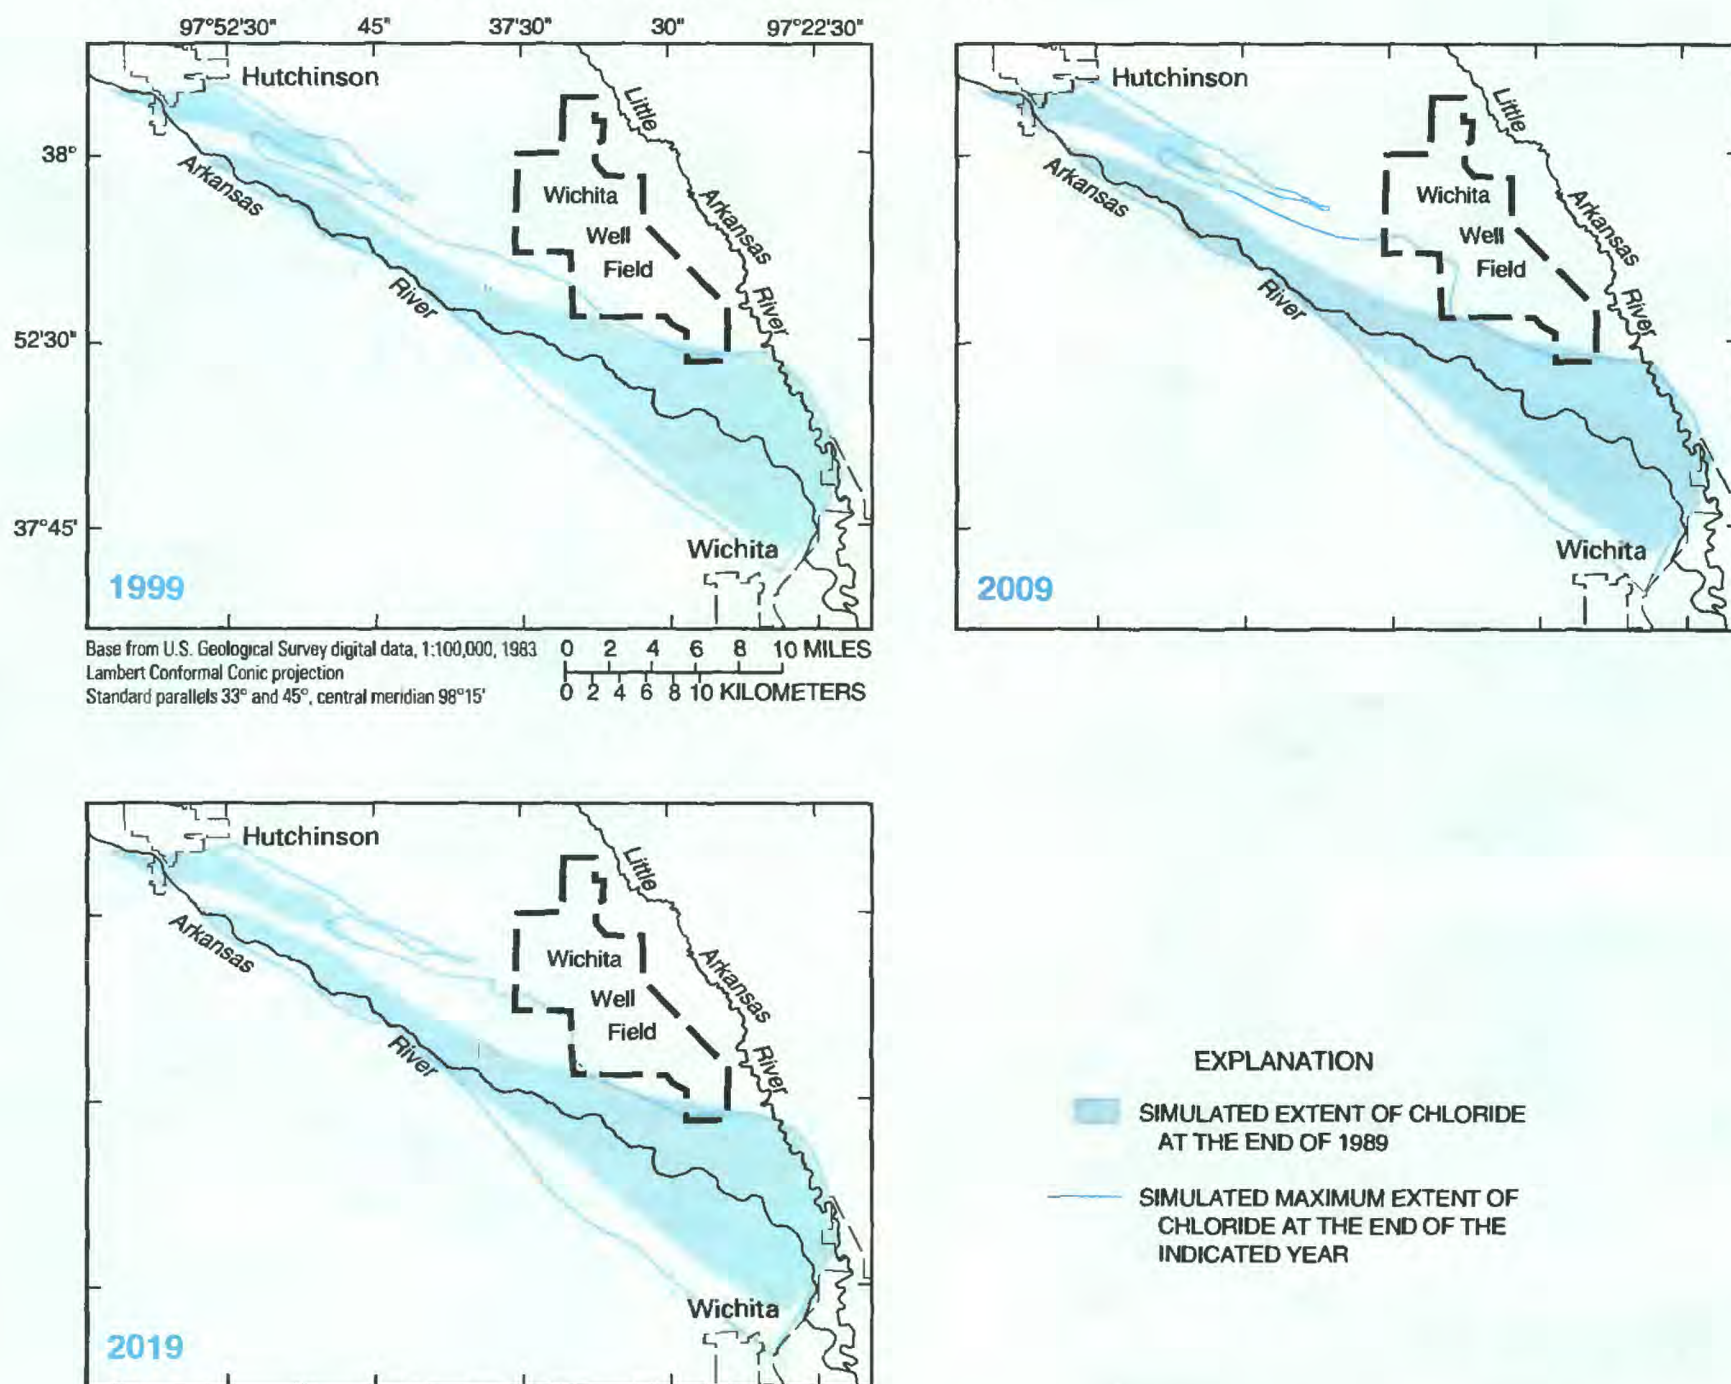 97°52'30" 45" 37'30" 30" 97°22'30"
Hutchinson
Little
38°
Arkansas
Wichita
Arkansas
Well
Field
River
River
52'30"
37°45'
Wichita
1999
Base from U.S. Geological Survey digital data, 1:100,000, 1983
Lambert Conformal Conic projection
Standard parallels 33° and 45°, central meridian 98°15'
0 2 4 6 8 10 MILES
0 2 4 6 8 10 KILOMETERS
Hutchinson
Little
Arkansas
Wichita
Arkansas
Well
Field
River
River
Wichita
2009
Hutchinson
Little
Arkansas
Wichita
Arkansas
Well
Field
River
River
Wichita
2019
EXPLANATION
SIMULATED EXTENT OF CHLORIDE
AT THE END OF 1989
SIMULATED MAXIMUM EXTENT OF
CHLORIDE AT THE END OF THE
INDICATED YEAR